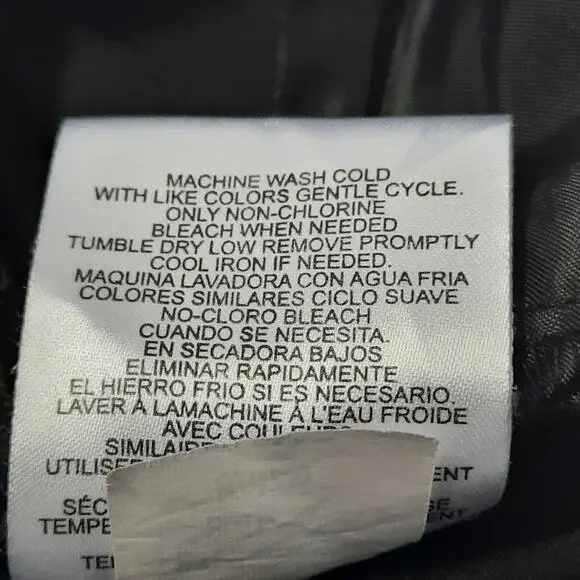 MACHINE WASH COLD
WITH LIKE COLORS GENTLE CYCLE.
ONLY NON-CHLORINE
BLEACH WHEN NEEDED
TUMBLE DRY LOW REMOVE PROMPTLY
COOL IRON IF NEEDED.
MAQUINA LAVADORA CON AGUA FRIA
COLORES SIMILARES CICLO SUAVE
NO-CLORO BLEACH
CUANDO SE NECESITA.
EN SECADORA BAJOS
ELIMINAR RAPIDAMENTE
EL HIERRO FRIO SI ES NECESARIO.
LAVER À LAMACHINE À L'EAU FROIDE
AVEC COULEURS